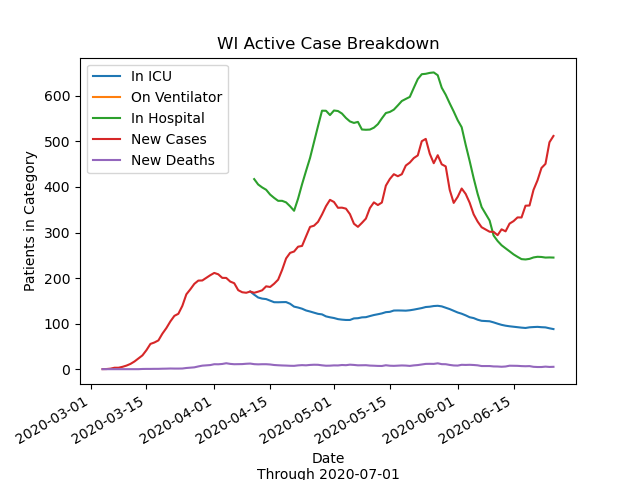 WI Active Case Breakdown
In ICU
On Ventilator
In Hospital
New Cases
New Deaths
Patients in Category
600
500
400
300
200
100
0
2020-03-01
2020-03-15
2020-04-01
2020-04-15
2020-05-01
2020-05-15
2020-06-01
2020-06-15
Date
Through 2020-07-01